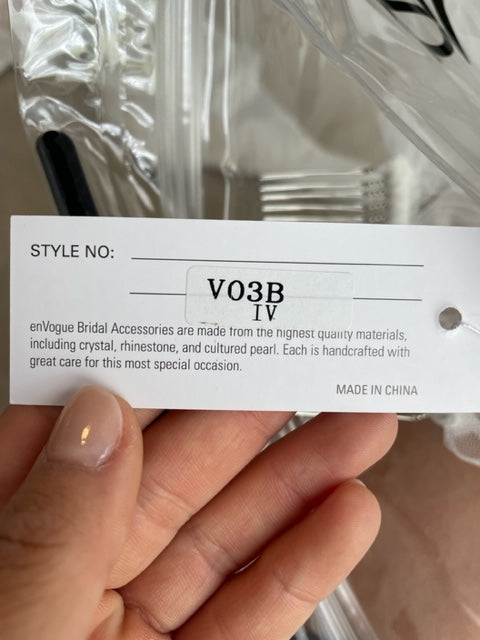 STYLE NO:
V03B
IV
enVogue Bridal Accessories are made from the highest quality materials,
including crystal, rhinestone, and cultured pearl. Each is handcrafted with
great care for this most special occasion.
MADE IN CHINA